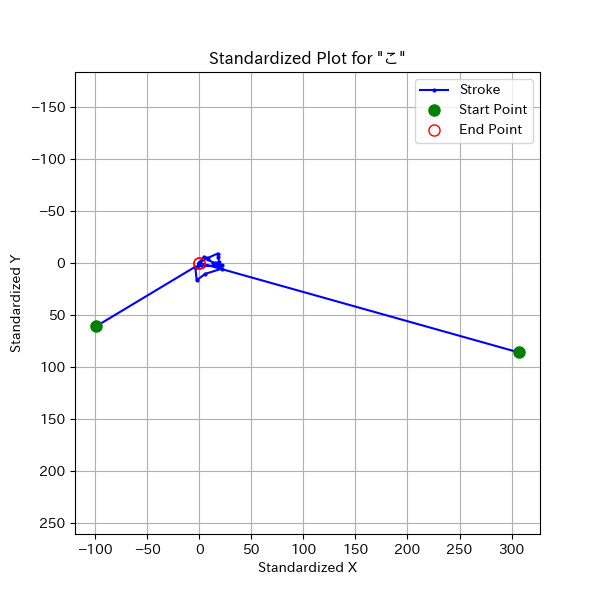 Standardized Plot for "こ"
Stroke
Start Point
End Point
−150
−100
−50
0
50
100
150
200
250
Standardized Y
−100 −50 0 50 100 150 200 250 300
Standardized X